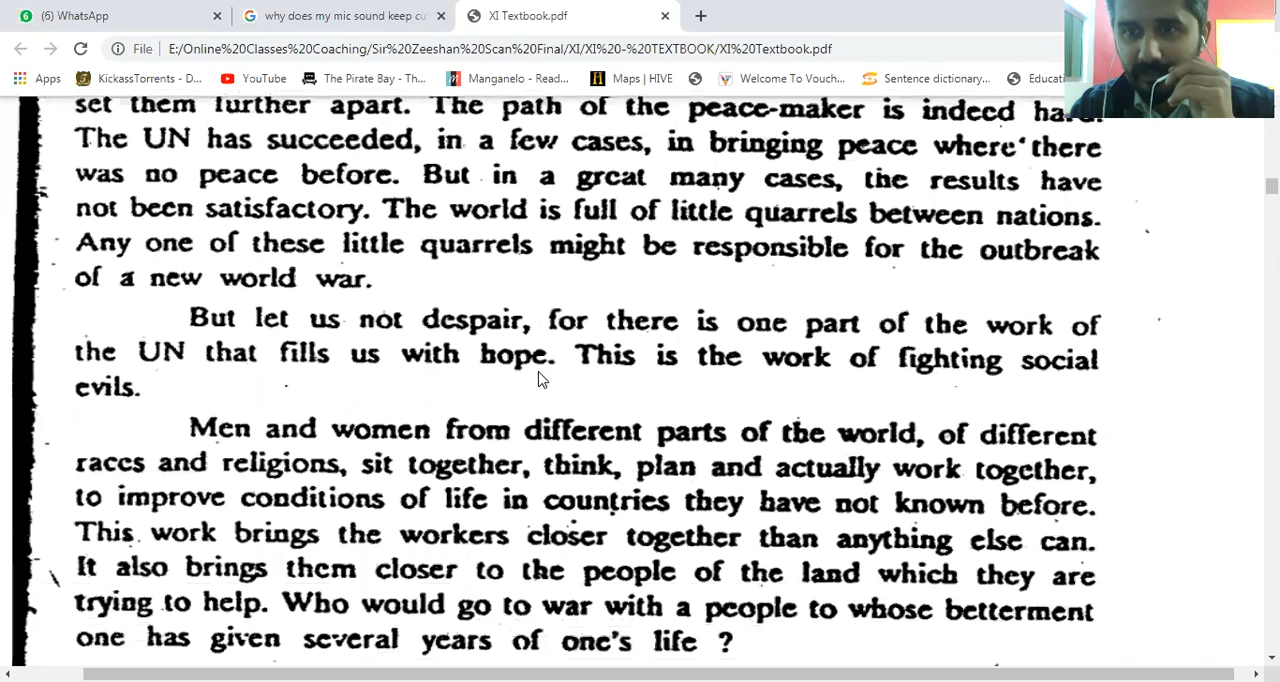 (6) WhatsApp
why does my mic sound keep cu
XI Textbook.pdf
File
E:/Online%20Classes%20Coaching/Sir%20Zeeshan%20Scan%20Final/XI/XI%20-%20TEXTBOOK/XI%20Textbook.pdf
Apps
KickassTorrents - D...
YouTube
The Pirate Bay - Th...
Manganelo - Read...
Maps | HIVE
Welcome To Vouch...
Sentence dictionary...
Educati
set them further apart. The path of the peace-maker is indeed
The UN has succeeded, in a few cases, in bringing peace where there
was no peace before. But in a great many cases, the results have
not been satisfactory. The world is full of little quarrels between nations.
Any one of these little quarrels might be responsible for the outbreak
of a new world war.
But let us not despair, for there is one part of the work of
the UN that fills us with hope. This is the work of fighting social
evils.
Men and women from different parts of the world, of different
races and religions, sit together, think, plan and actually work together,
to improve conditions of life in countries they have not known before.
This work brings the workers closer together than anything else can.
It also brings them closer to the people of the land which they are
trying to help. Who would go to war with a people to whose betterment
one has given several years of one's life ?